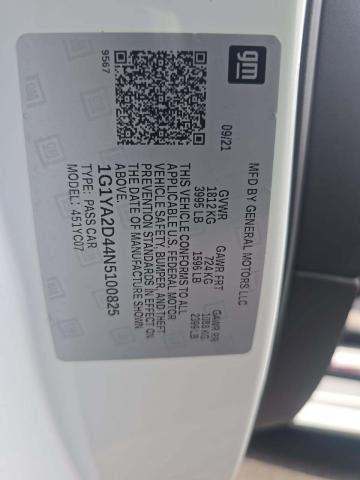 gm
MFD BY GENERAL MOTORS LLC
09/21
GVWR
1812 KG
3995 LB
GAWR FRT
724 KG
1596 LB
GAWR RR
1088 KG
2399 LB
THIS VEHICLE CONFORMS TO ALL
APPLICABLE U.S. FEDERAL MOTOR
VEHICLE SAFETY, BUMPER, AND THEFT
PREVENTION STANDARDS IN EFFECT ON
THE DATE OF MANUFACTURE SHOWN
ABOVE.
1G1YA2D44N5100825
TYPE: PASS CAR
MODEL: 451YC07
9567